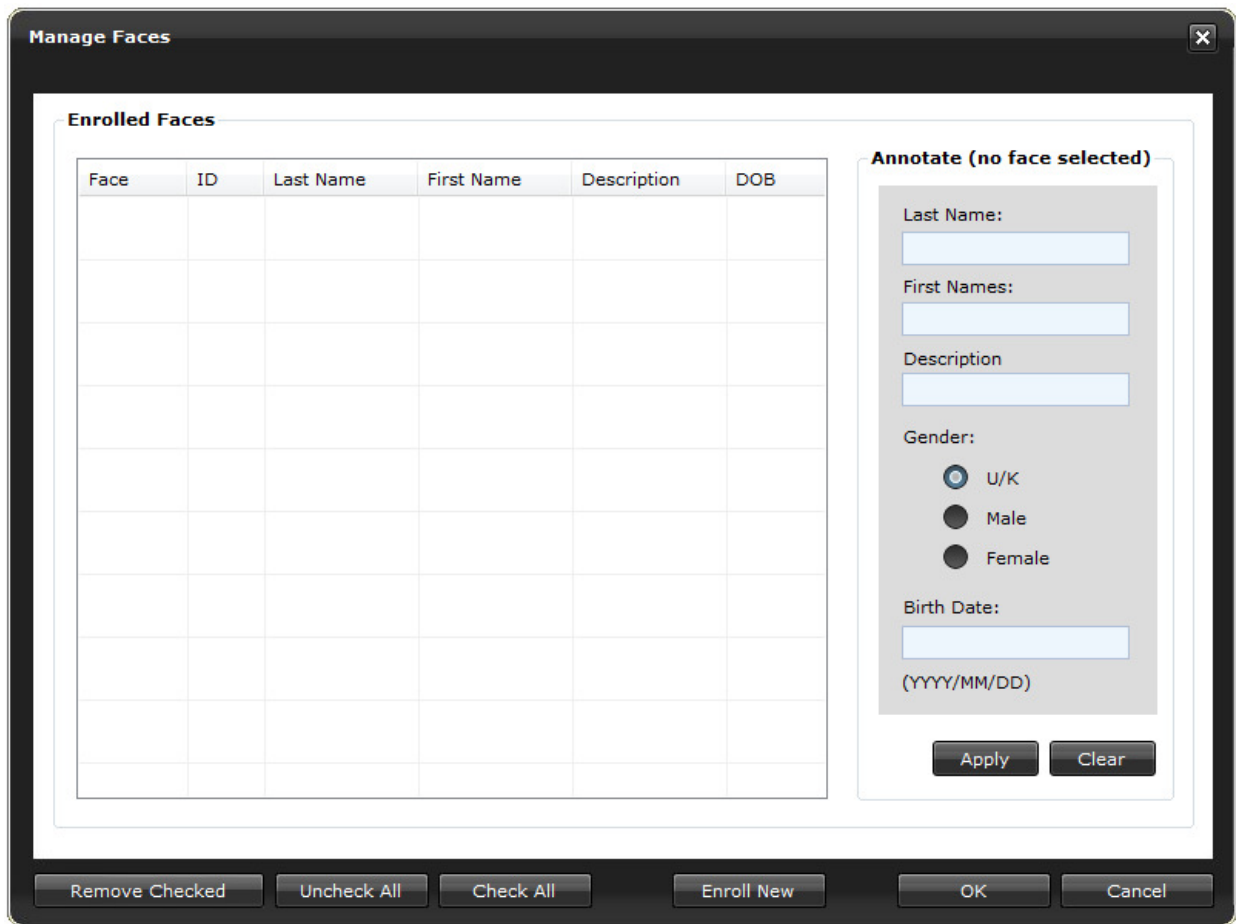 Manage Faces
Enrolled Faces
Face ID Last Name First Name Description DOB
Annotate (no face selected)
Last Name:
First Names:
Description
Gender:
U/K
Male
Female
Birth Date:
(YYYY/MM/DD)
Apply Clear
Remove Checked Uncheck All Check All Enroll New OK Cancel